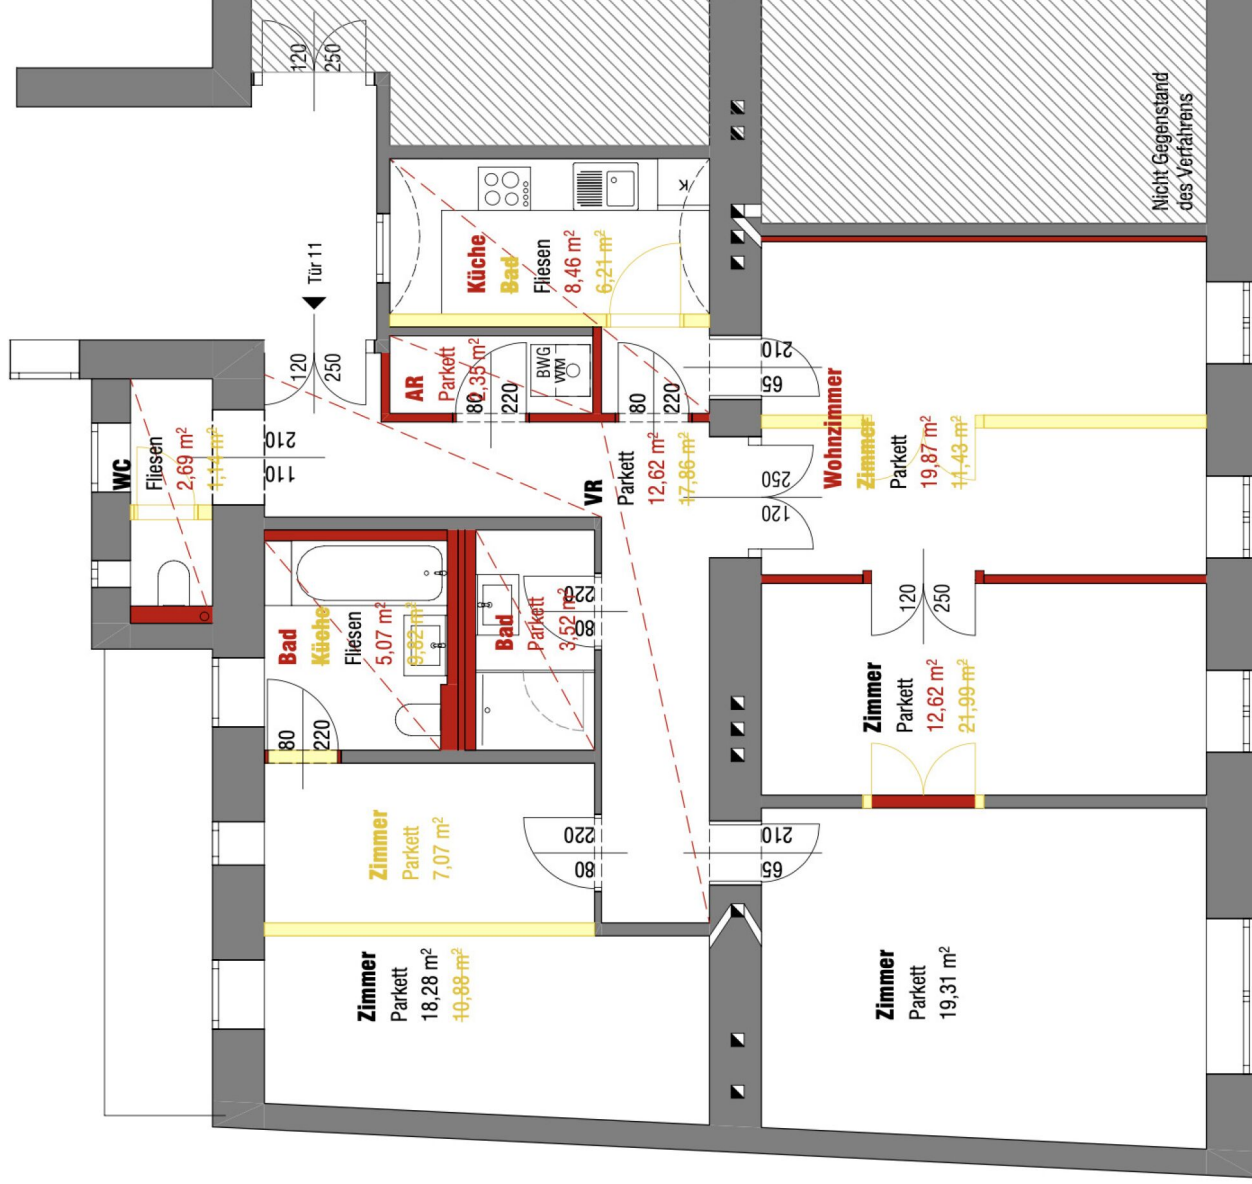 120
250
Nicht Gegenstand
des Verfahrens
Tür 11
K
Küche
Bad
Fliesen
8,46 m²
6,21 m²
120
250
AR
Parkett
2,35 m²
80
220
BWG
WM
80
220
210
65
WC
Fliesen
2,69 m²
1,14 m²
210
110
VR
Parkett
12,62 m²
17,86 m²
250
120
Wohnzimmer
Zimmer
Parkett
19,87 m²
11,43 m²
120
250
Bad
Küche
Fliesen
5,07 m²
9,82 m²
80
220
Bad
Parkett
3,52 m²
220
80
Zimmer
Parkett
12,62 m²
21,99 m²
Zimmer
Parkett
7,07 m²
220
80
210
65
Zimmer
Parkett
18,28 m²
10,88 m²
Zimmer
Parkett
19,31 m²